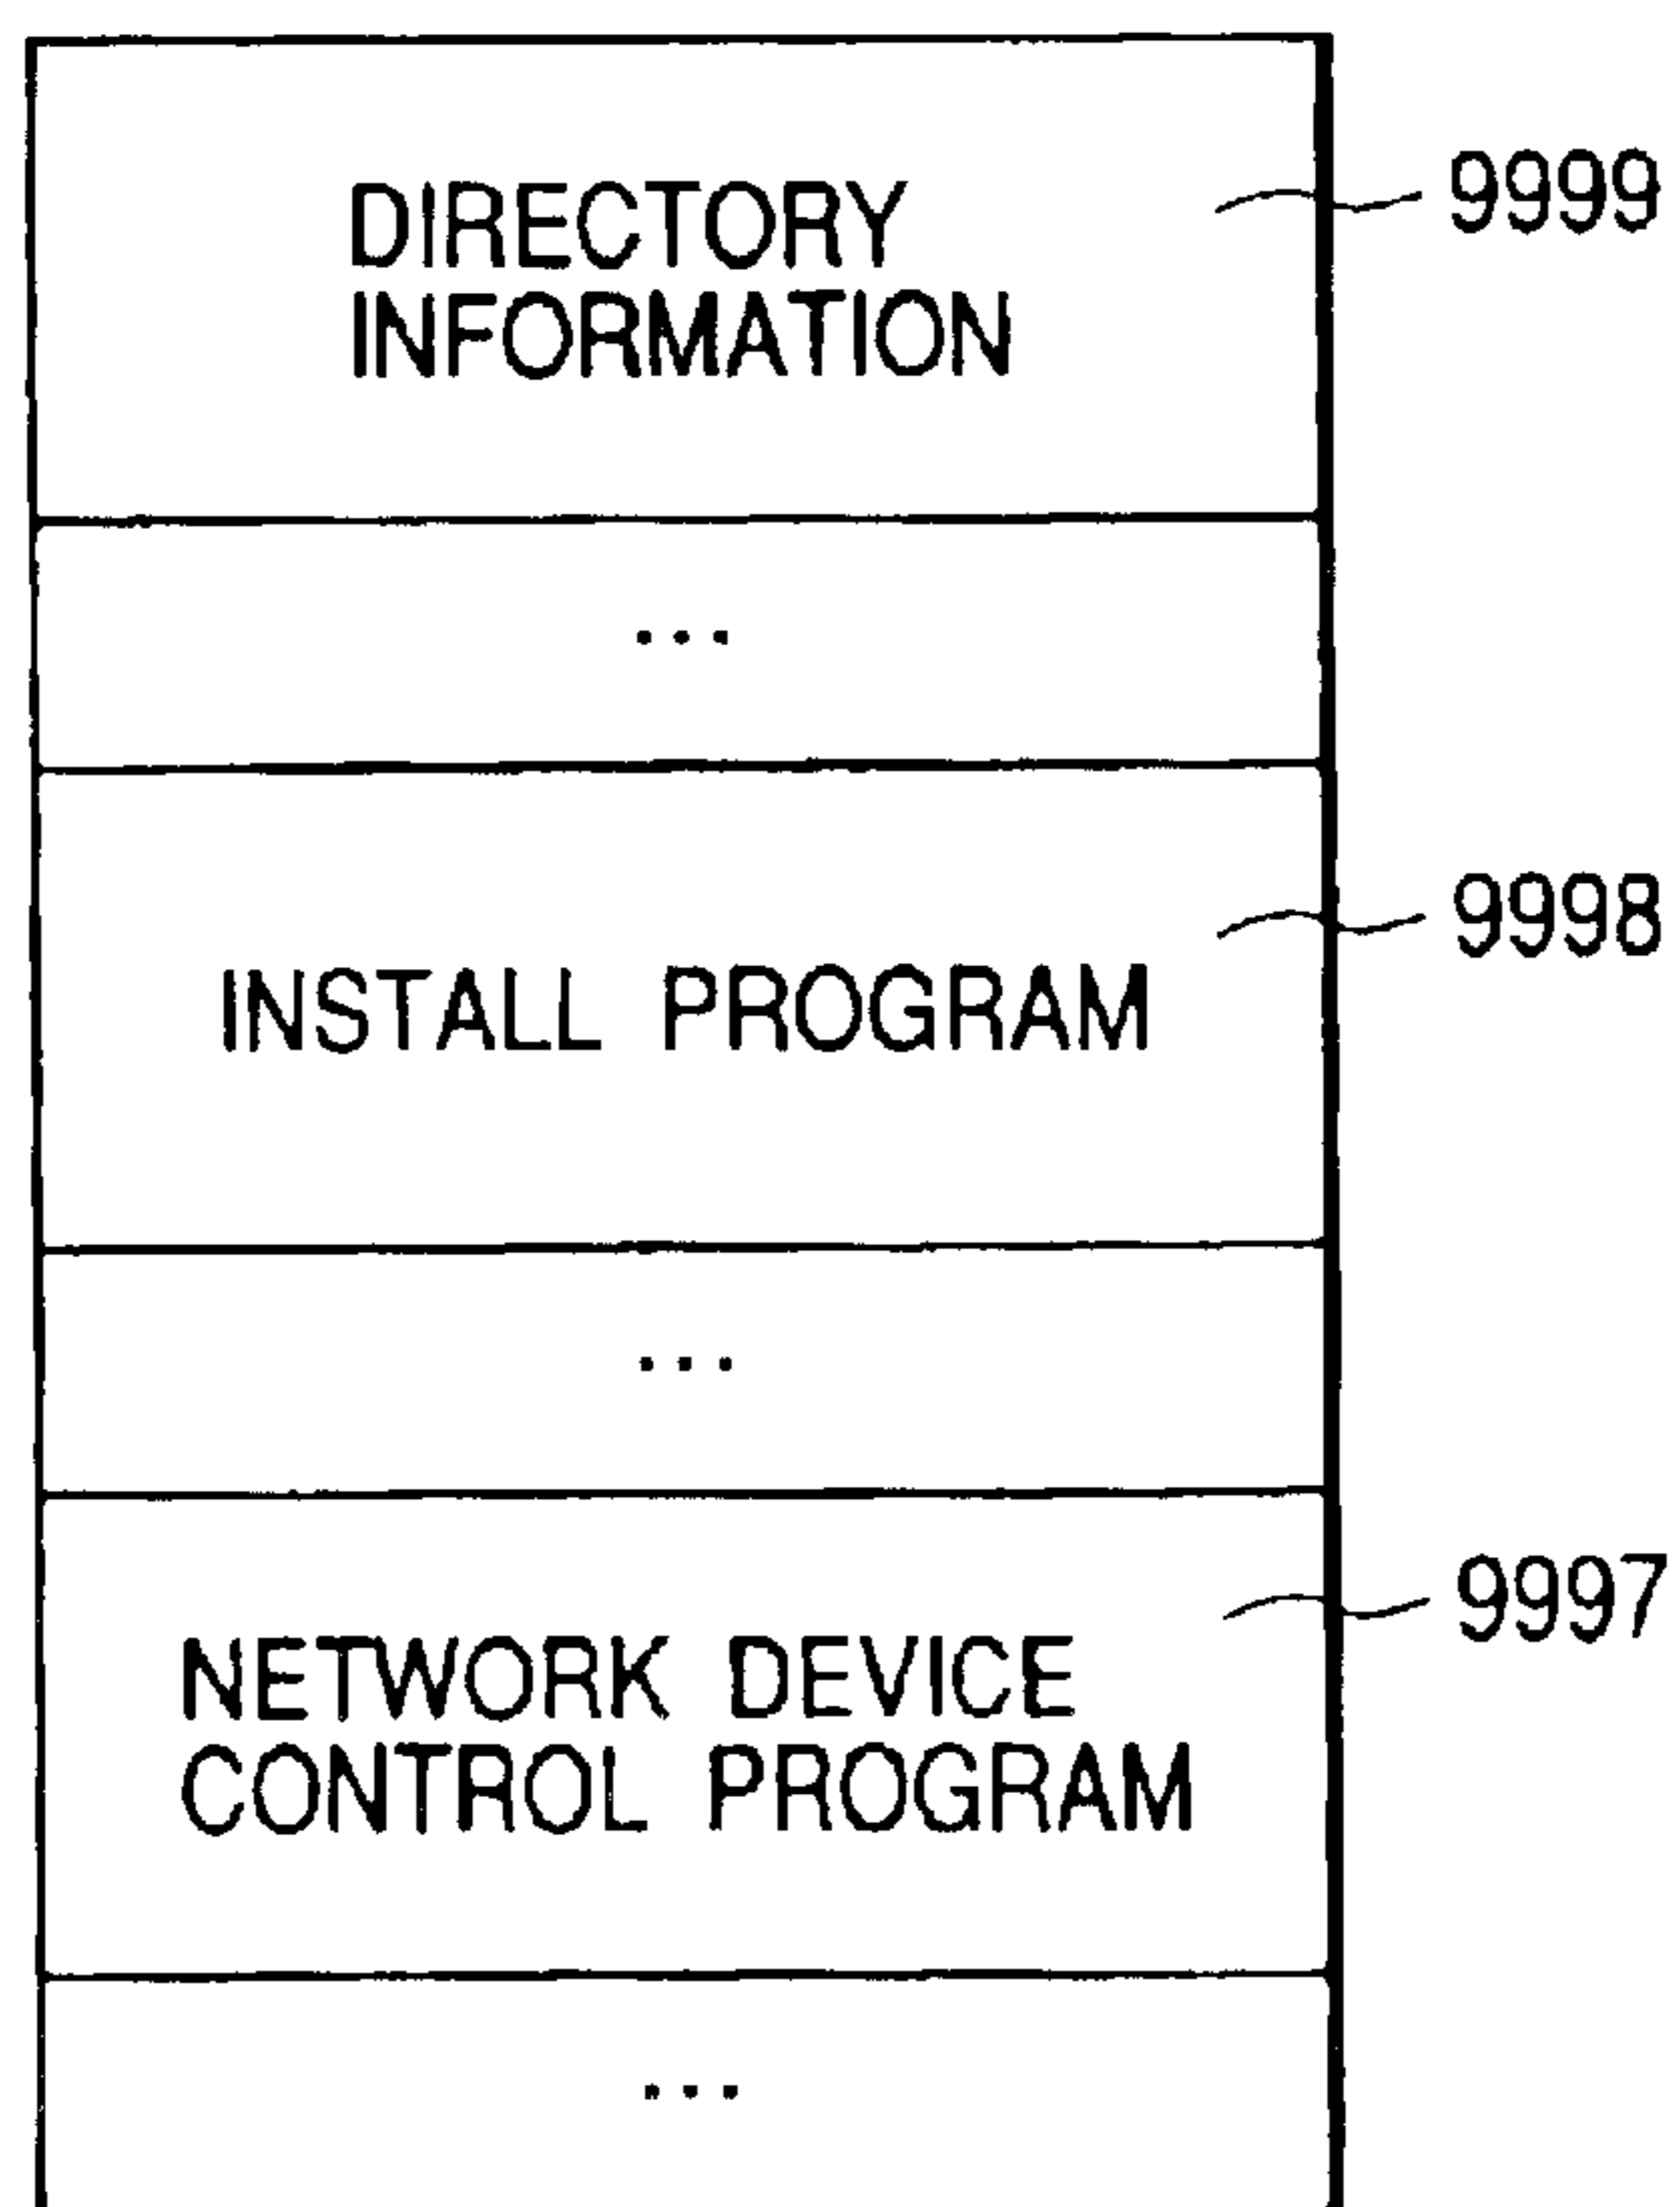 DIRECTORY
INFORMATION
9999
...
INSTALL PROGRAM
9998
...
NETWORK DEVICE
CONTROL PROGRAM
9997
...